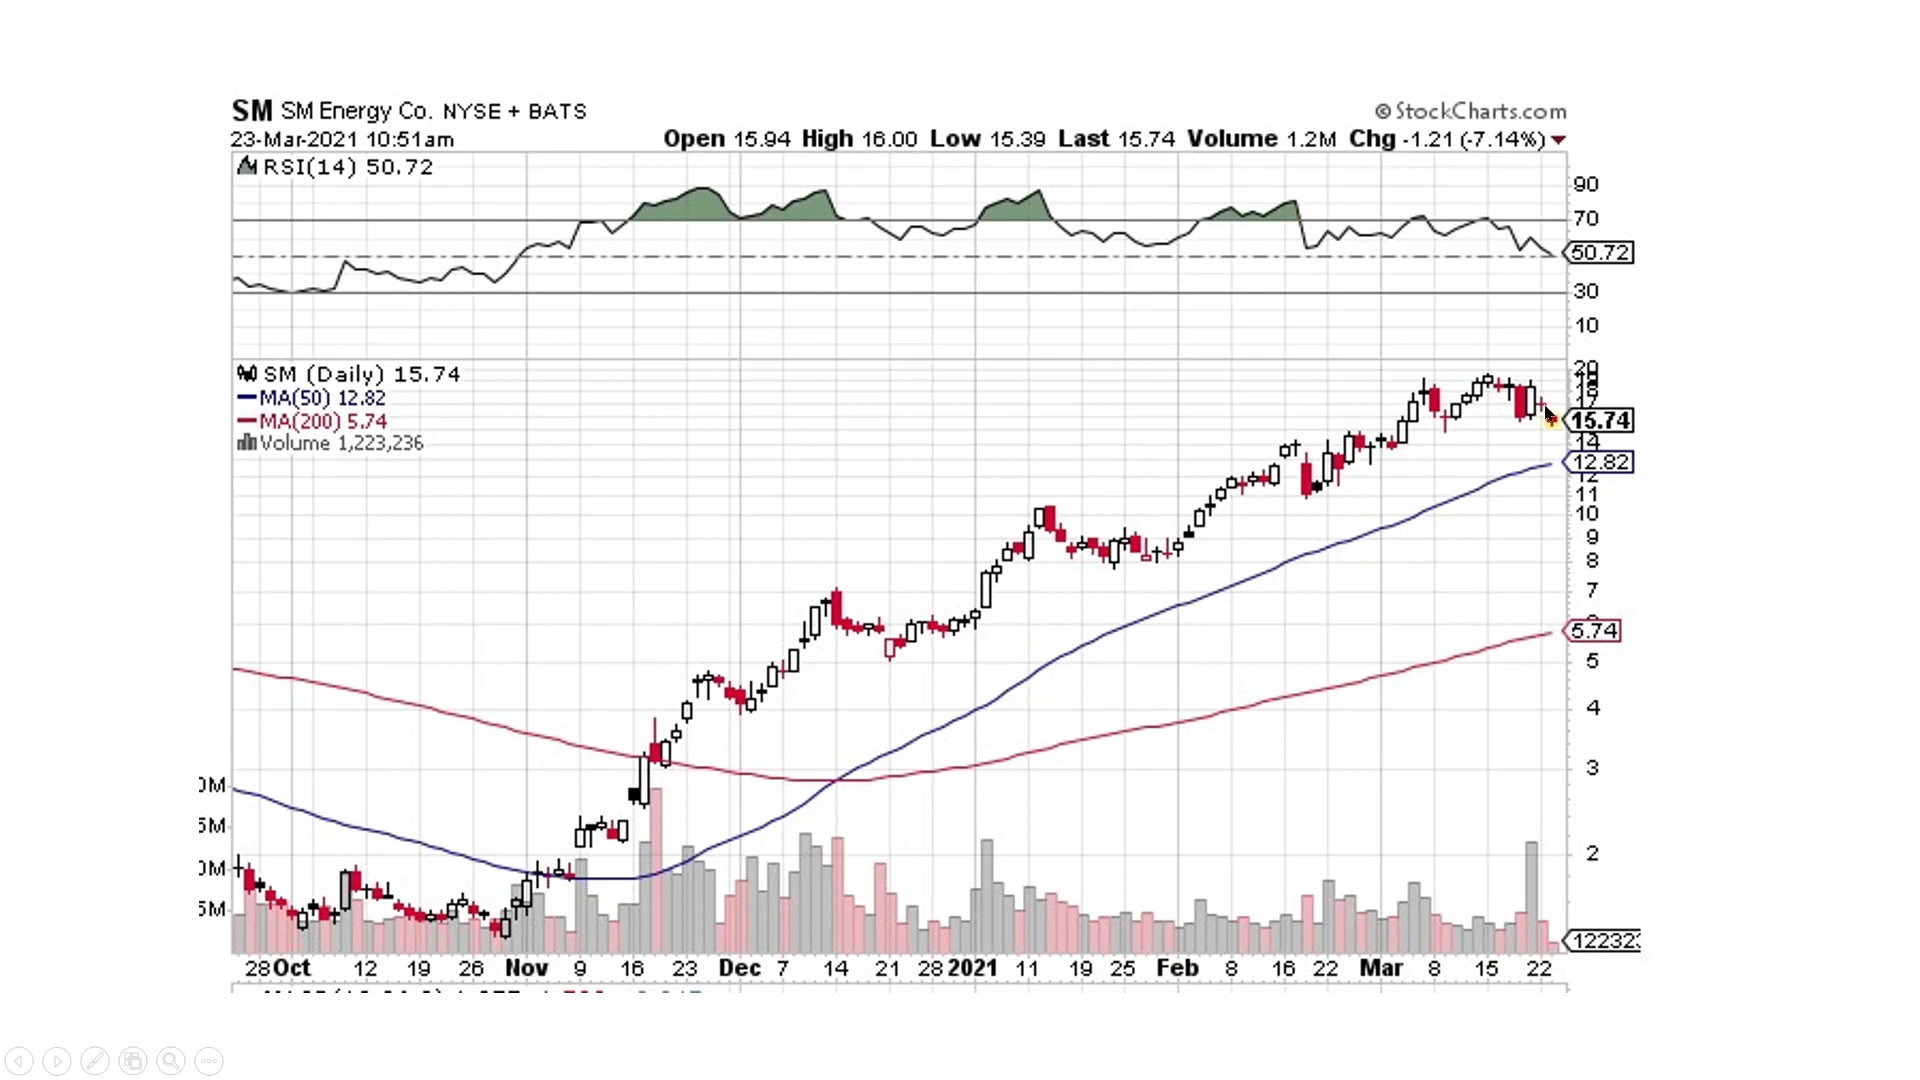 SM SM Energy Co. NYSE + BATS
© StockCharts.com
23-Mar-2021 10:51am
Open 15.94 High 16.00 Low 15.39 Last 15.74 Volume 1.2M Chg -1.21 (-7.14%)
RSI(14) 50.72
90
70
50.72
30
10
SM (Daily) 15.74
MA(50) 12.82
MA(200) 5.74
Volume 1,223,236
20
15.74
14
12.82
12
11
10
9
8
7
5.74
5
4
3
2
122323
28 Oct 12 19 26 Nov 9 16 23 Dec 7 14 21 28 2021 11 19 25 Feb 8 16 22 Mar 8 15 22